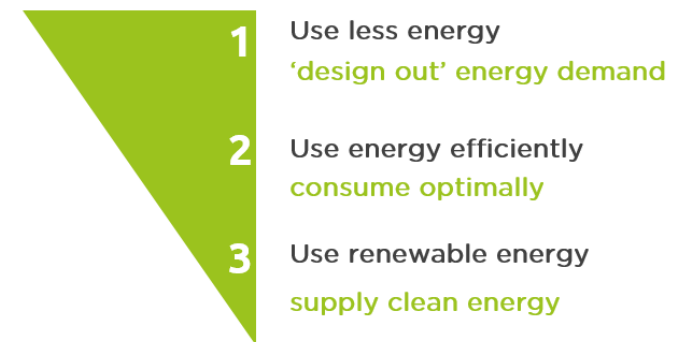 1
Use less energy
‘design out’ energy demand
2
Use energy efficiently
consume optimally
3
Use renewable energy
supply clean energy